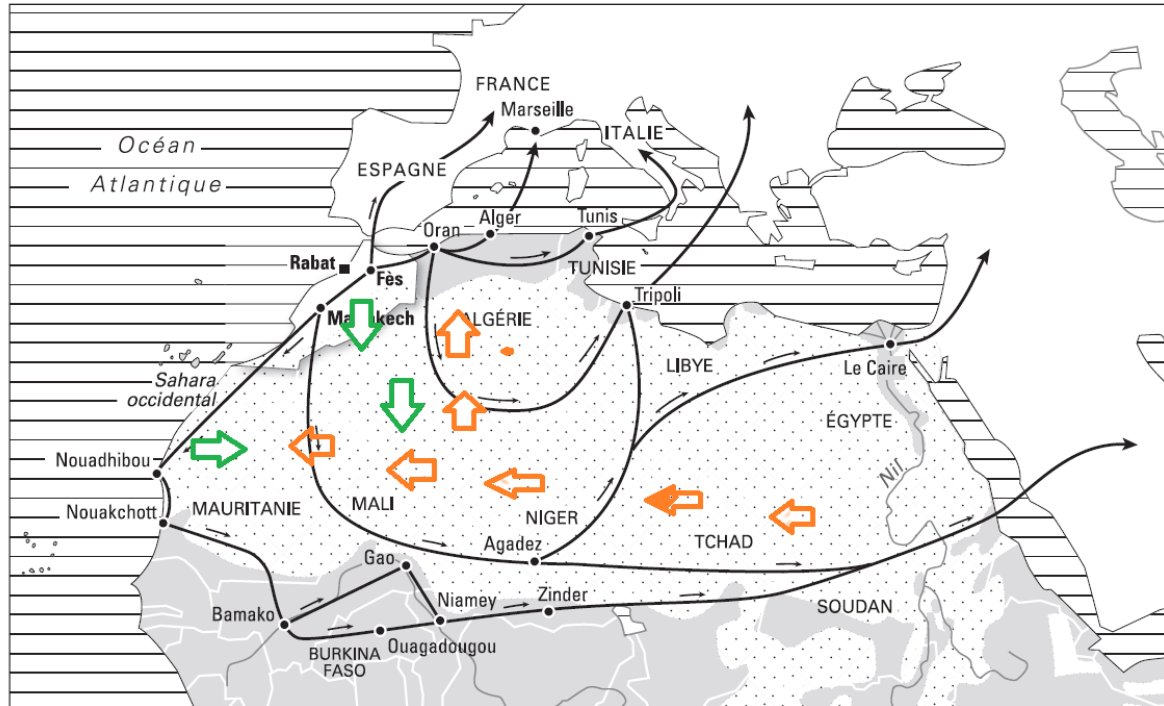 FRANCE
Marseille
ITALIE
Océan
Atlantique
ESPAGNE
Oran
Alger
Tunis
Rabat
Fès
TUNISIE
Tripoli
ALGÉRIE
LIBYE
Le Caire
Sahara
occidental
ÉGYPTE
Nouadhibou
Nil
MALI
Nouakchott
MAURITANIE
NIGER
TCHAD
Agadez
Gao
Zinder
Niamey
SOUDAN
Bamako
Ouagadougou
BURKINA
FASO